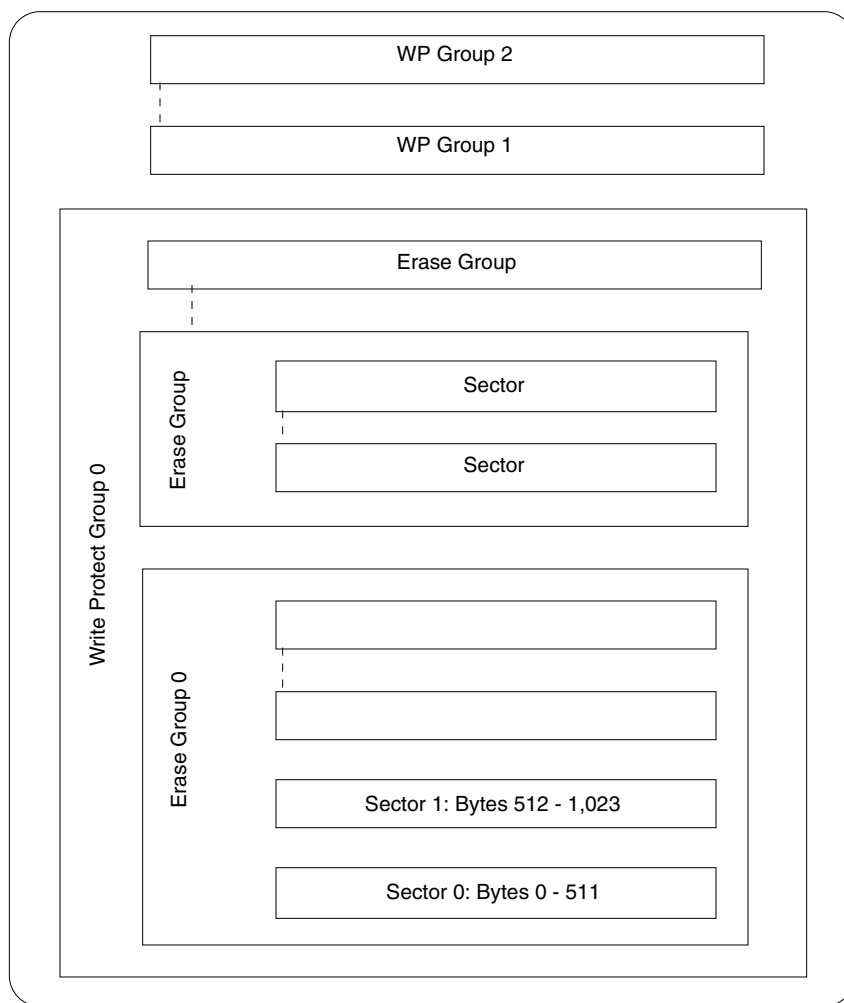 WP Group 2
WP Group 1
Write Protect Group 0
Erase Group
Erase Group
Sector
Sector
Erase Group 0
Sector 1: Bytes 512 - 1,023
Sector 0: Bytes 0 - 511